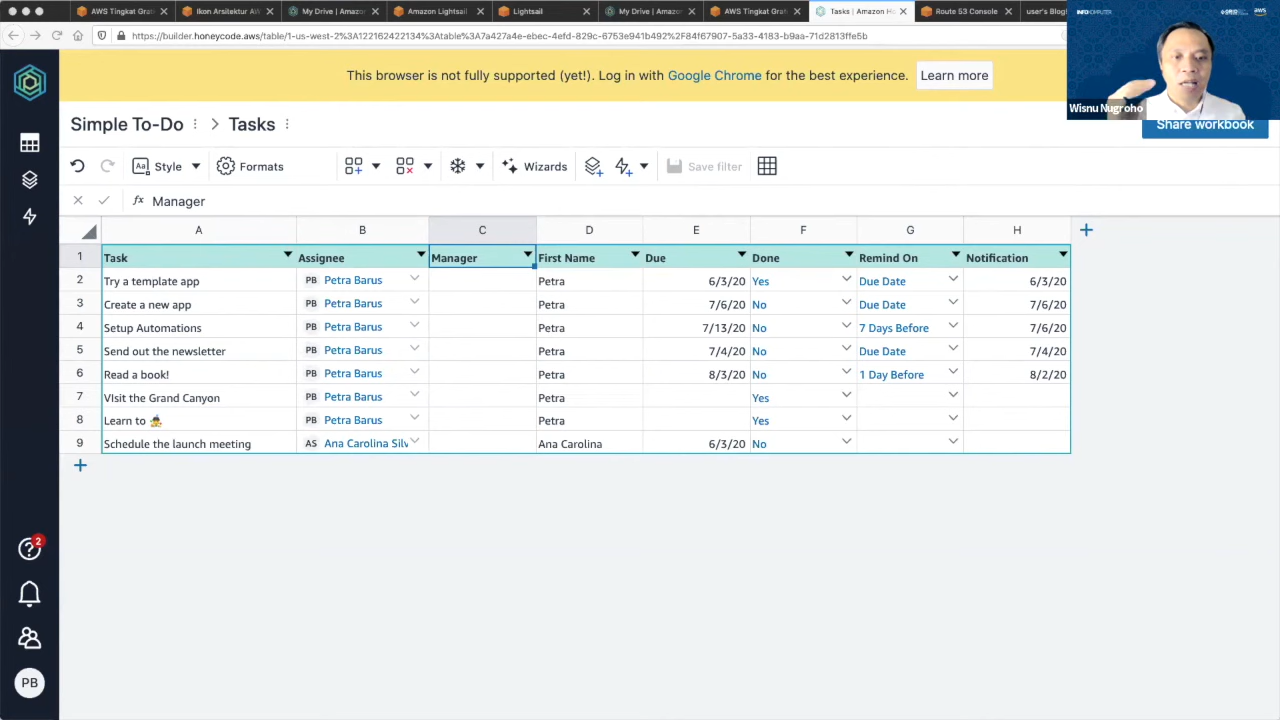 AWS Tingkat Grati
Ikon Arsitektur AW
My Drive | Amazon
Amazon Lightsail
Lightsail
My Drive | Amazo
AWS Tingkat Grati
Tasks | Amazon Ho
Route 53 Console
user's Blog!
https://builder.honeycode.aws/table/1-us-west-2%3A122162422134%3Atable%3A7a427a4e-ebec-4efd-829c-6753e941b492%2F84f67907-5a33-4183-b9aa-71d2813ffe5b
INFOKOMPUTER
GRID
aws
Wisnu Nugroho
This browser is not fully supported (yet!). Log in with Google Chrome for the best experience.
Learn more
Simple To-Do > Tasks
Share workbook
Style Formats Wizards Save filter
fx Manager
A B C D E F G H
1 Task Assignee Manager First Name Due Done Remind On Notification
2 Try a template app PB Petra Barus Petra 6/3/20 Yes Due Date 6/3/20
3 Create a new app PB Petra Barus Petra 7/6/20 No Due Date 7/6/20
4 Setup Automations PB Petra Barus Petra 7/13/20 No 7 Days Before 7/6/20
5 Send out the newsletter PB Petra Barus Petra 7/4/20 No Due Date 7/4/20
6 Read a book! PB Petra Barus Petra 8/3/20 No 1 Day Before 8/2/20
7 VIsit the Grand Canyon PB Petra Barus Petra Yes
8 Learn to PB Petra Barus Petra Yes
9 Schedule the launch meeting AS Ana Carolina Silv Ana Carolina 6/3/20 No
2
PB